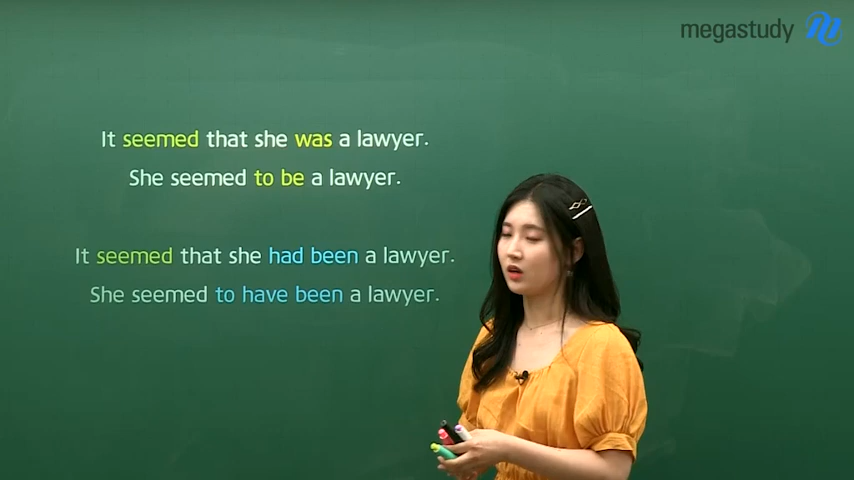 megastudy
It seemed that she was a lawyer.
She seemed to be a lawyer.
It seemed that she had been a lawyer.
She seemed to have been a lawyer.